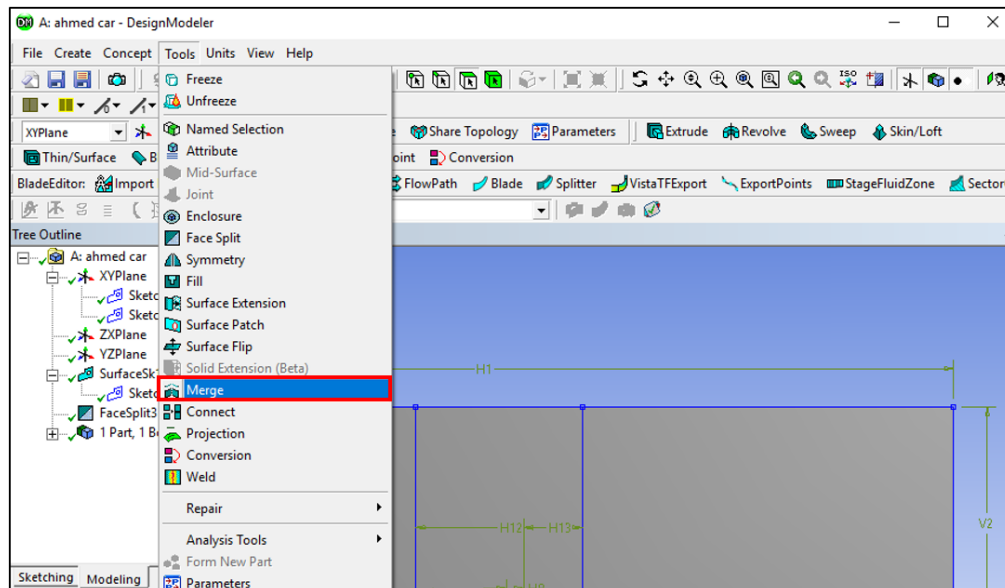 A: ahmed car - DesignModeler
File Create Concept Tools Units View Help
Freeze
Unfreeze
XYPlane
Named Selection
Share Topology Parameters Extrude Revolve Sweep Skin/Loft
Attribute
Thin/Surface B
oint Conversion
Mid-Surface
BladeEditor: Import
FlowPath Blade Splitter VistaTFExport ExportPoints StageFluidZone Sector
Joint
Enclosure
Tree Outline
Face Split
A: ahmed car
Symmetry
XYPlane
Fill
Sketc
Surface Extension
Sketc
Surface Patch
ZXPlane
Surface Flip
YZPlane
Solid Extension (Beta)
SurfaceSk
H1
Merge
Sketc
Connect
FaceSplit3
Projection
1 Part, 1 B
Conversion
Weld
Repair
H12 H13
V2
Analysis Tools
Form New Part
Sketching Modeling
Parameters